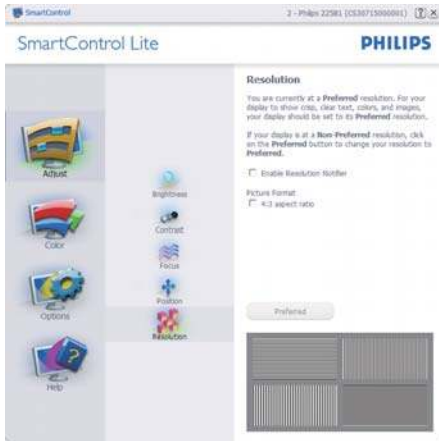 SmartControl
2 - Philips 225B1 (CS30715000001)
SmartControl Lite
PHILIPS
Adjust
Color
Options
Help
Brightness
Contrast
Focus
Position
Resolution
Resolution
You are currently at a Preferred resolution. For your
display to show crisp, clear text, colors, and images,
your display should be set to its Preferred resolution.
If your display is at a Non-Preferred resolution, click
on the Preferred button to change your resolution to
Preferred.
Enable Resolution Notifier
Picture Format
4:3 aspect ratio
Preferred